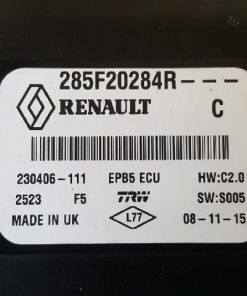 285F20284R---
RENAULT C
230406-111 EPB5 ECU HW:C2.0
2523 F5 TRW SW:S005
MADE IN UK L77 08-11-15